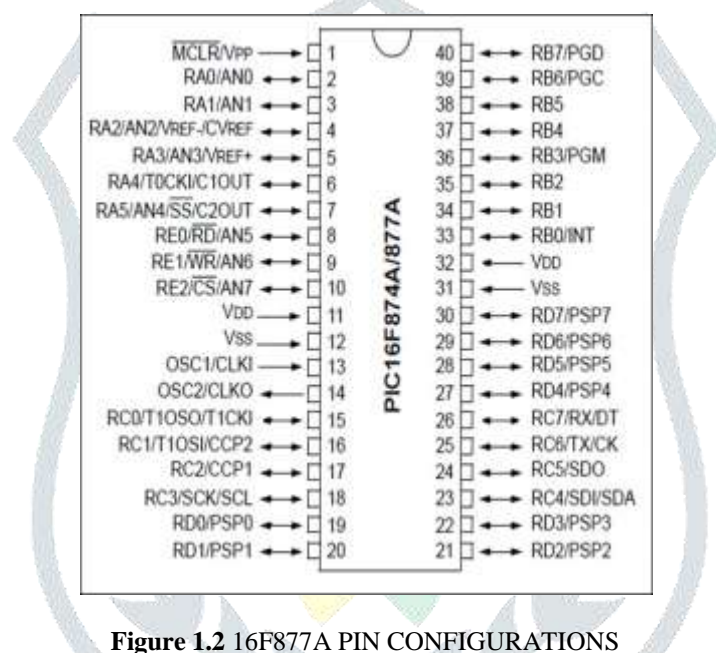 MCLR/VPP 1
RA0/AN0 2
RA1/AN1 3
RA2/AN2/VREF-/CVREF 4
RA3/AN3/VREF+ 5
RA4/T0CKI/C1OUT 6
RA5/AN4/SS/C2OUT 7
RE0/RD/AN5 8
RE1/WR/AN6 9
RE2/CS/AN7 10
VDD 11
VSS 12
OSC1/CLKI 13
OSC2/CLKO 14
RC0/T1OSO/T1CKI 15
RC1/T1OSI/CCP2 16
RC2/CCP1 17
RC3/SCK/SCL 18
RD0/PSP0 19
RD1/PSP1 20
PIC16F874A/877A
40 RB7/PGD
39 RB6/PGC
38 RB5
37 RB4
36 RB3/PGM
35 RB2
34 RB1
33 RB0/INT
32 VDD
31 VSS
30 RD7/PSP7
29 RD6/PSP6
28 RD5/PSP5
27 RD4/PSP4
26 RC7/RX/DT
25 RC6/TX/CK
24 RC5/SDO
23 RC4/SDI/SDA
22 RD3/PSP3
21 RD2/PSP2
Figure 1.2 16F877A PIN CONFIGURATIONS